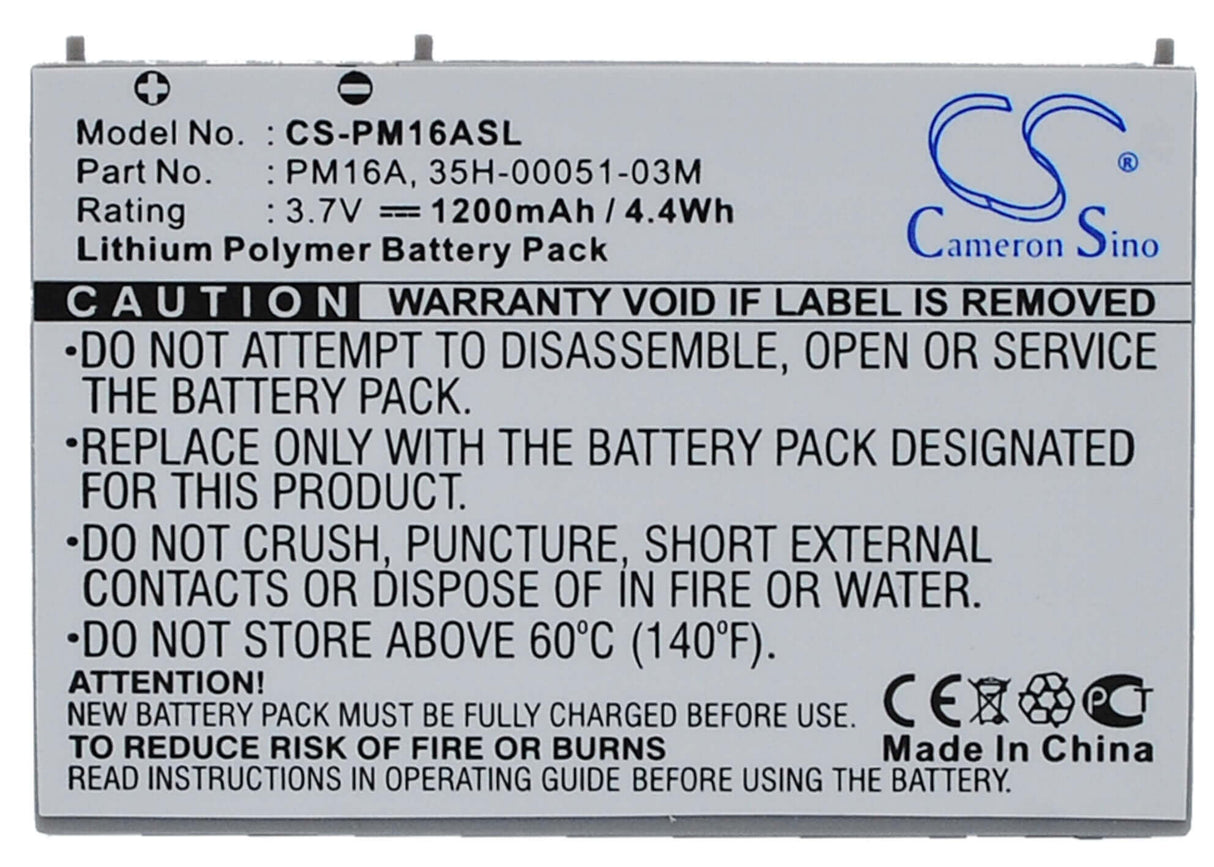 Model No. : CS-PM16ASL
Part No. : PM16A, 35H-00051-03M
Rating : 3.7V 1200mAh / 4.4Wh
Lithium Polymer Battery Pack
CS ®
Cameron Sino
CAUTION WARRANTY VOID IF LABEL IS REMOVED
•DO NOT ATTEMPT TO DISASSEMBLE, OPEN OR SERVICE
THE BATTERY PACK.
•REPLACE ONLY WITH THE BATTERY PACK DESIGNATED
FOR THIS PRODUCT.
•DO NOT CRUSH, PUNCTURE, SHORT EXTERNAL
CONTACTS OR DISPOSE OF IN FIRE OR WATER.
•DO NOT STORE ABOVE 60°C (140°F).
ATTENTION!
NEW BATTERY PACK MUST BE FULLY CHARGED BEFORE USE.
TO REDUCE RISK OF FIRE OR BURNS
READ INSTRUCTIONS IN OPERATING GUIDE BEFORE USING THE BATTERY.
CE PCT
Made In China